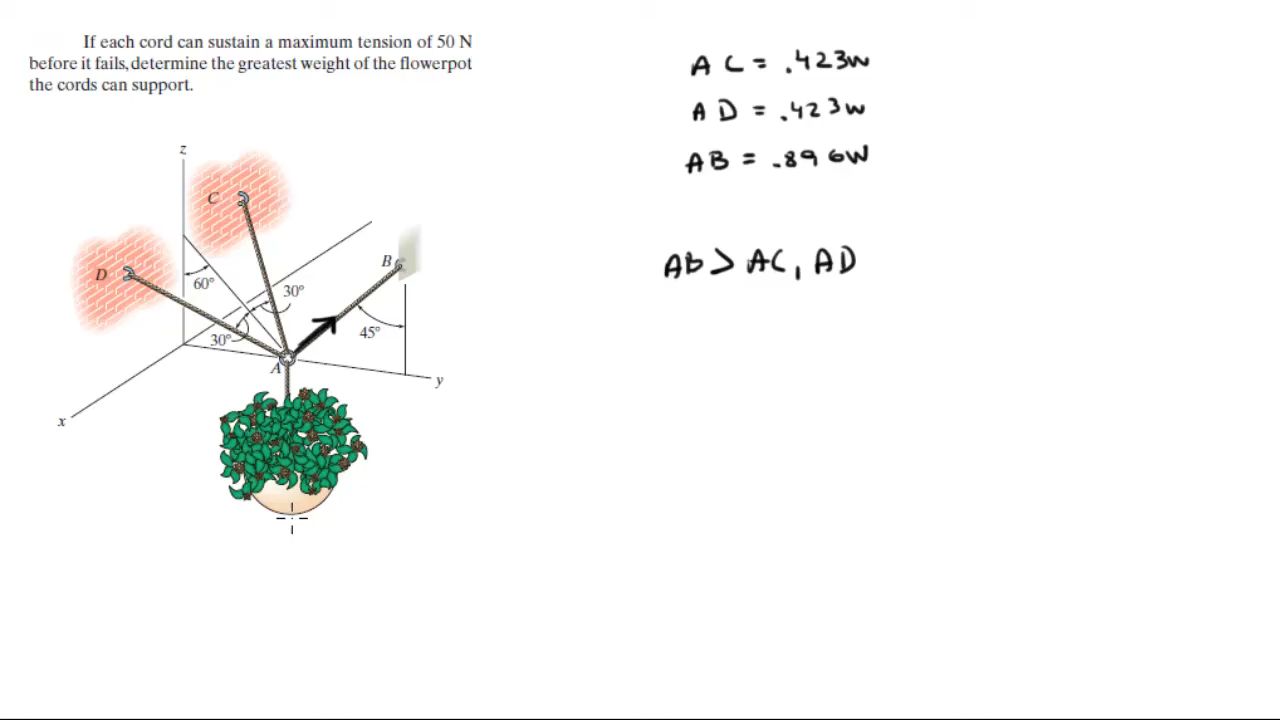 If each cord can sustain a maximum tension of 50 N
before it fails, determine the greatest weight of the flowerpot
the cords can support.
AC = .423w
AD = .423w
AB = .896W
AB > AC, AD
z
C
D
B
60°
30°
30°
45°
A
y
x